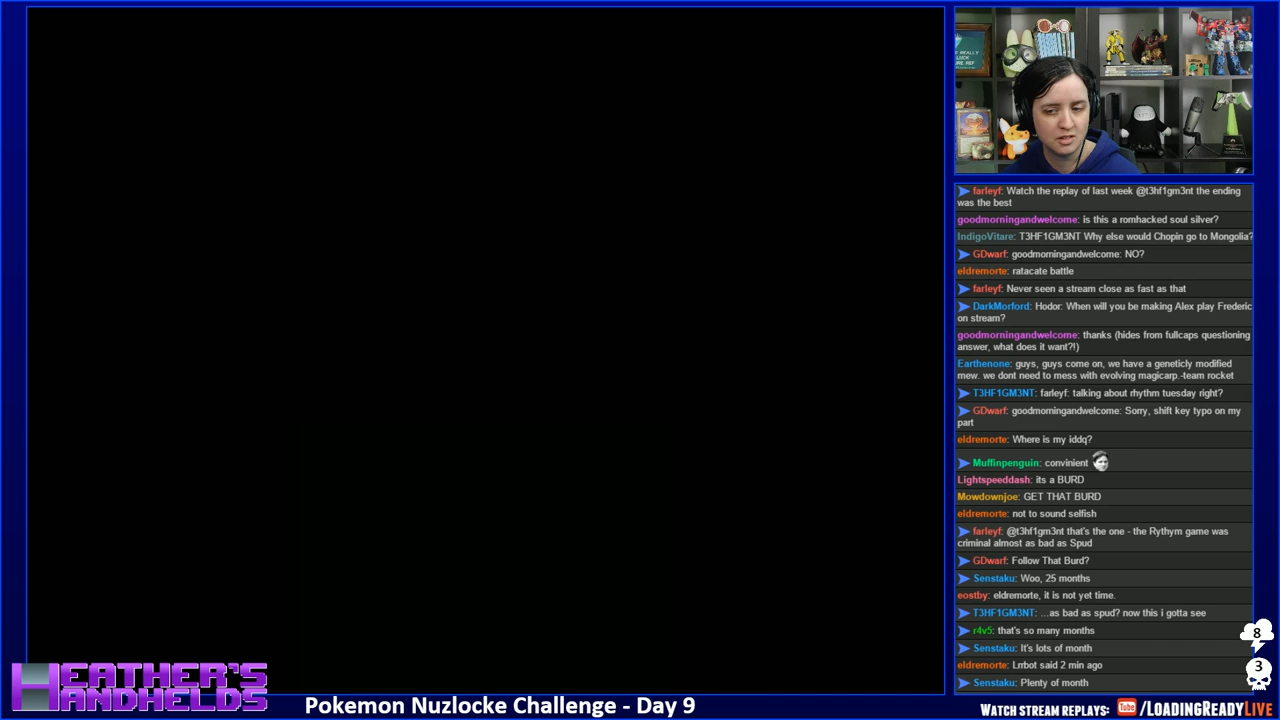 farleyf: Watch the replay of last week @t3hf1gm3nt the ending
was the best
goodmorningandwelcome: is this a romhacked soul silver?
IndigoVitare: T3HF1GM3NT Why else would Chopin go to Mongolia?
GDwarf: goodmorningandwelcome: NO?
eldremorte: ratacate battle
farleyf: Never seen a stream close as fast as that
DarkMorford: Hodor: When will you be making Alex play Frederic
on stream?
goodmorningandwelcome: thanks (hides from fullcaps questioning
answer, what does it want?!)
Earthenone: guys, guys come on, we have a geneticly modified
mew. we dont need to mess with evolving magicarp.-team rocket
T3HF1GM3NT: farleyf: talking about rhythm tuesday right?
GDwarf: goodmorningandwelcome: Sorry, shift key typo on my
part
eldremorte: Where is my iddq?
Muffinpenguin: convinient
Lightspeeddash: its a BURD
Mowdownjoe: GET THAT BURD
eldremorte: not to sound selfish
farleyf: @t3hf1gm3nt that's the one - the Rythym game was
criminal almost as bad as Spud
GDwarf: Follow That Burd?
Senstaku: Woo, 25 months
eostby: eldremorte, it is not yet time.
T3HF1GM3NT: ...as bad as spud? now this i gotta see
r4v5: that's so many months
Senstaku: It's lots of month
eldremorte: Lrrbot said 2 min ago
Senstaku: Plenty of month
8
3
HEATHER'S
HANDHELDS
Pokemon Nuzlocke Challenge - Day 9
WATCH STREAM REPLAYS: You Tube /LOADINGREADYLIVE